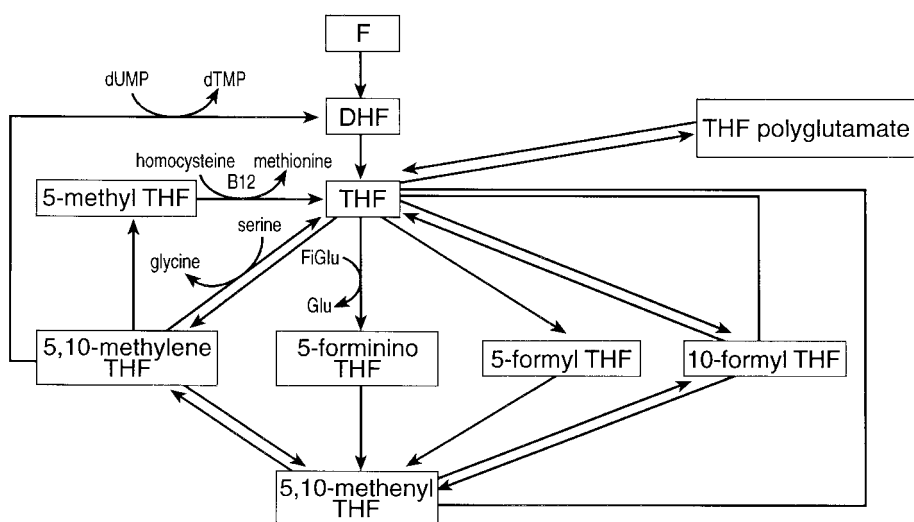 F
dUMP
dTMP
DHF
THF polyglutamate
homocysteine
methionine
B12
5-methyl THF
THF
serine
glycine
FiGlu
Glu
5,10-methylene
THF
5-forminino
THF
5-formyl THF
10-formyl THF
5,10-methenyl
THF